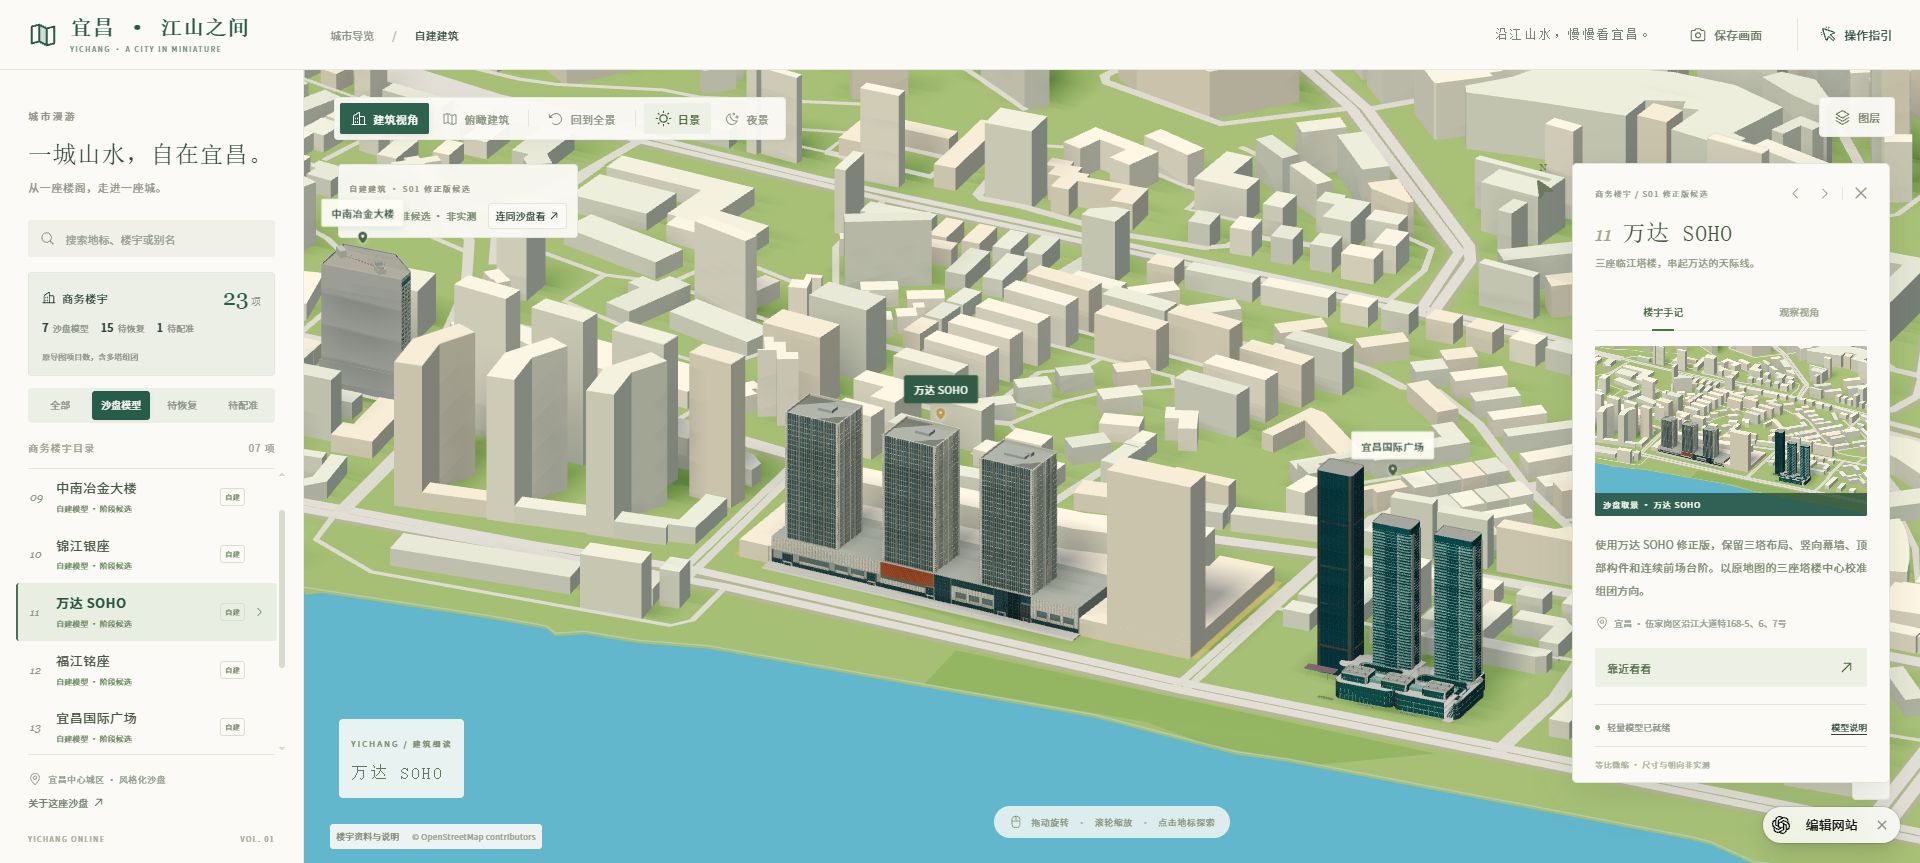 宜昌 • 江山之间
YICHANG • A CITY IN MINIATURE
城市导览 / 自建建筑
沿江山水，慢慢看宜昌。
保存画面
操作指引
城市漫游
一城山水，自在宜昌。
从一座楼阁，走进一座城。
搜索地标、楼宇或别名
商务楼宇
23 项
7 沙盘模型 15 待恢复 1 待配准
原导图项目数，含多塔组团
全部 沙盘模型 待恢复 待配准
商务楼宇目录 07 项
09 中南冶金大楼 自建
自建模型 • 阶段候选
10 锦江银座 自建
自建模型 • 阶段候选
11 万达 SOHO 自建
自建模型 • 阶段候选
12 福江铭座 自建
自建模型 • 阶段候选
13 宜昌国际广场 自建
自建模型 • 阶段候选
宜昌中心城区 • 风格化沙盘
关于这座沙盘
YICHANG ONLINE VOL. 01
建筑视角 俯瞰建筑 回到全景 日景 夜景
图层
自建建筑 • S01 修正版候选
准候选 • 非实测 连同沙盘看
中南冶金大楼
万达 SOHO
宜昌国际广场
N
YICHANG / 建筑细读
万达 SOHO
楼宇资料与说明 © OpenStreetMap contributors
拖动旋转 • 滚轮缩放 • 点击地标探索
商务楼宇 / S01 修正版候选
11 万达 SOHO
三座临江塔楼，串起万达的天际线。
楼宇手记 观察视角
沙盘取景 • 万达 SOHO
使用万达 SOHO 修正版，保留三塔布局、竖向幕墙、顶
部构件和连续前场台阶。以原地图的三座塔楼中心校准
组团方向。
宜昌 • 伍家岗区沿江大道特168-5、6、7号
靠近看看
轻量模型已就绪 模型说明
等比微缩 • 尺寸与朝向非实测
编辑网站